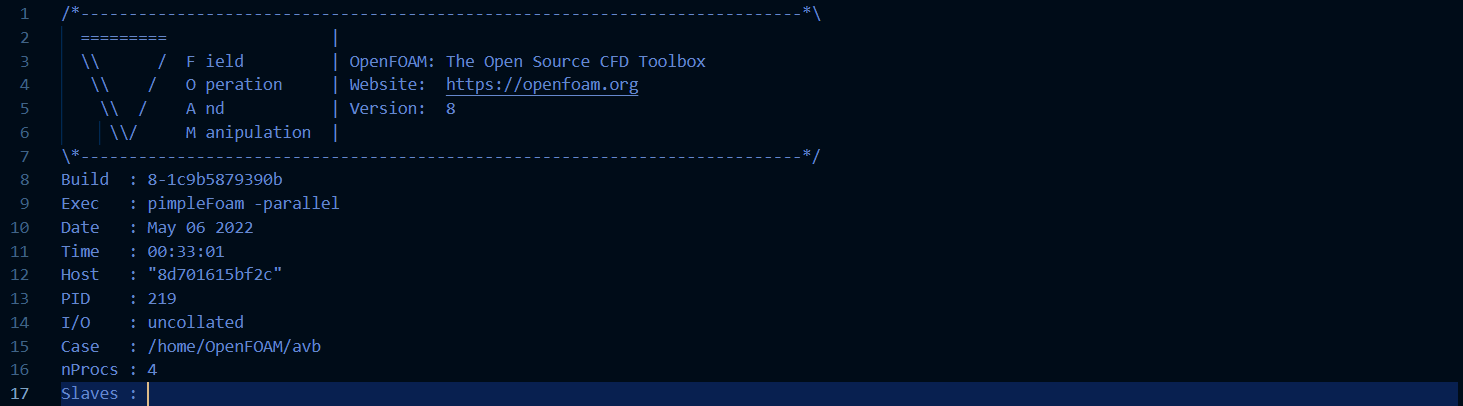 1 /*---------------------------------------------------------------------------*\
2   =========                 |
3   \\      /  F ield         | OpenFOAM: The Open Source CFD Toolbox
4    \\    /   O peration     | Website:  https://openfoam.org
5     \\  /    A nd           | Version:  8
6      \\/     M anipulation  |
7 \*---------------------------------------------------------------------------*/
8 Build  : 8-1c9b5879390b
9 Exec   : pimpleFoam -parallel
10 Date   : May 06 2022
11 Time   : 00:33:01
12 Host   : "8d701615bf2c"
13 PID    : 219
14 I/O    : uncollated
15 Case   : /home/OpenFOAM/avb
16 nProcs : 4
17 Slaves :